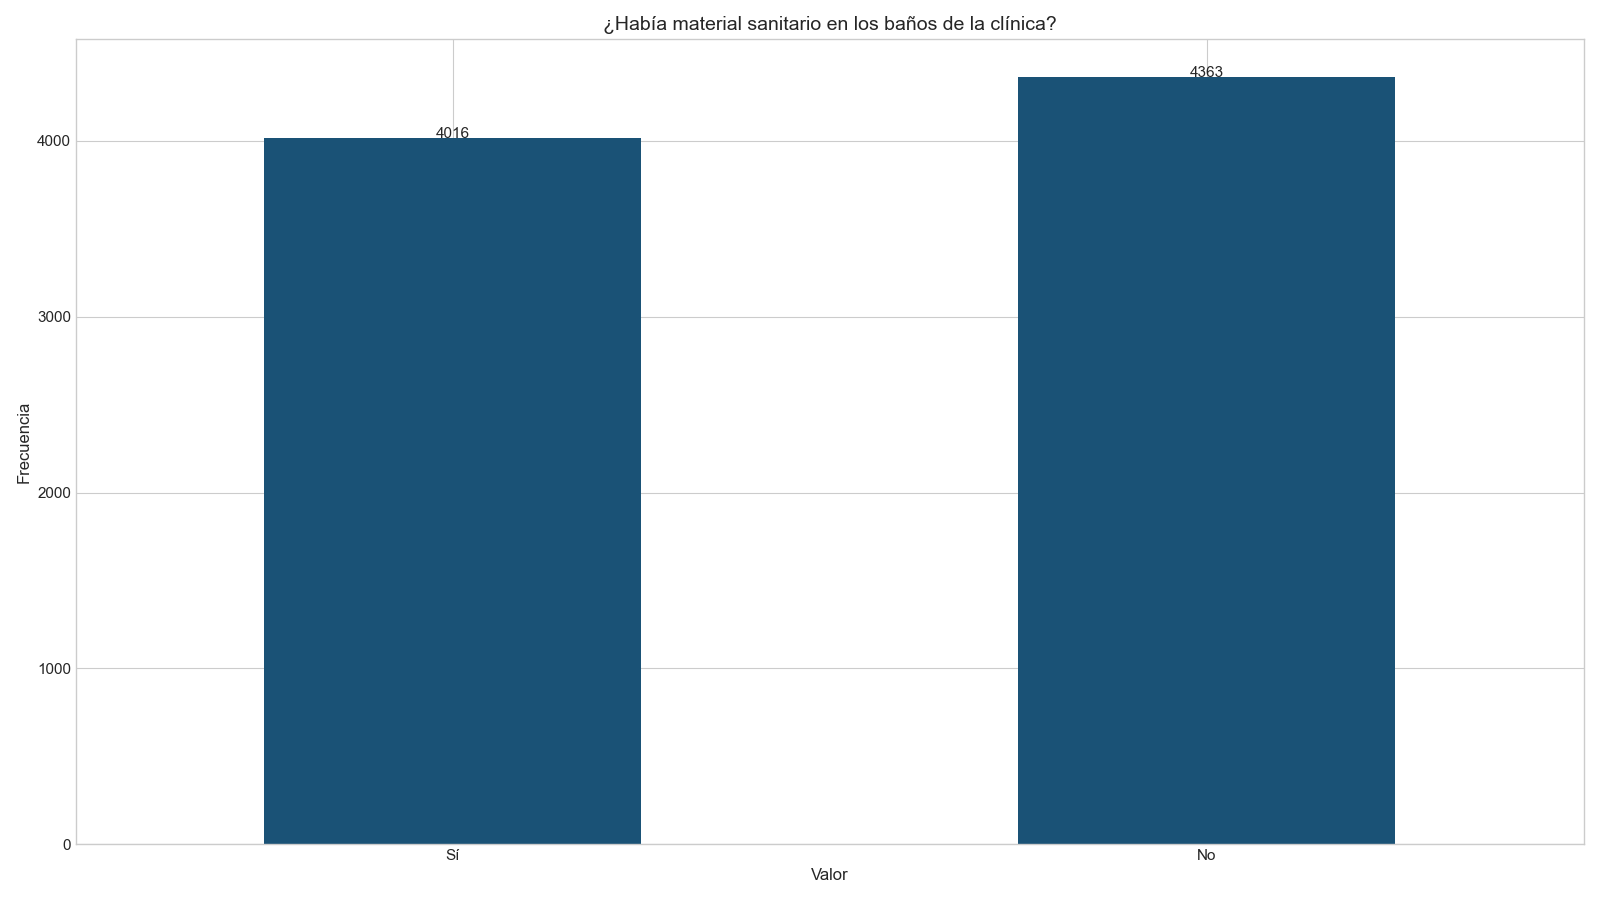 ¿Había material sanitario en los baños de la clínica?
4363
4016
4000
3000
2000
1000
0
Frecuencia
Sí
No
Valor